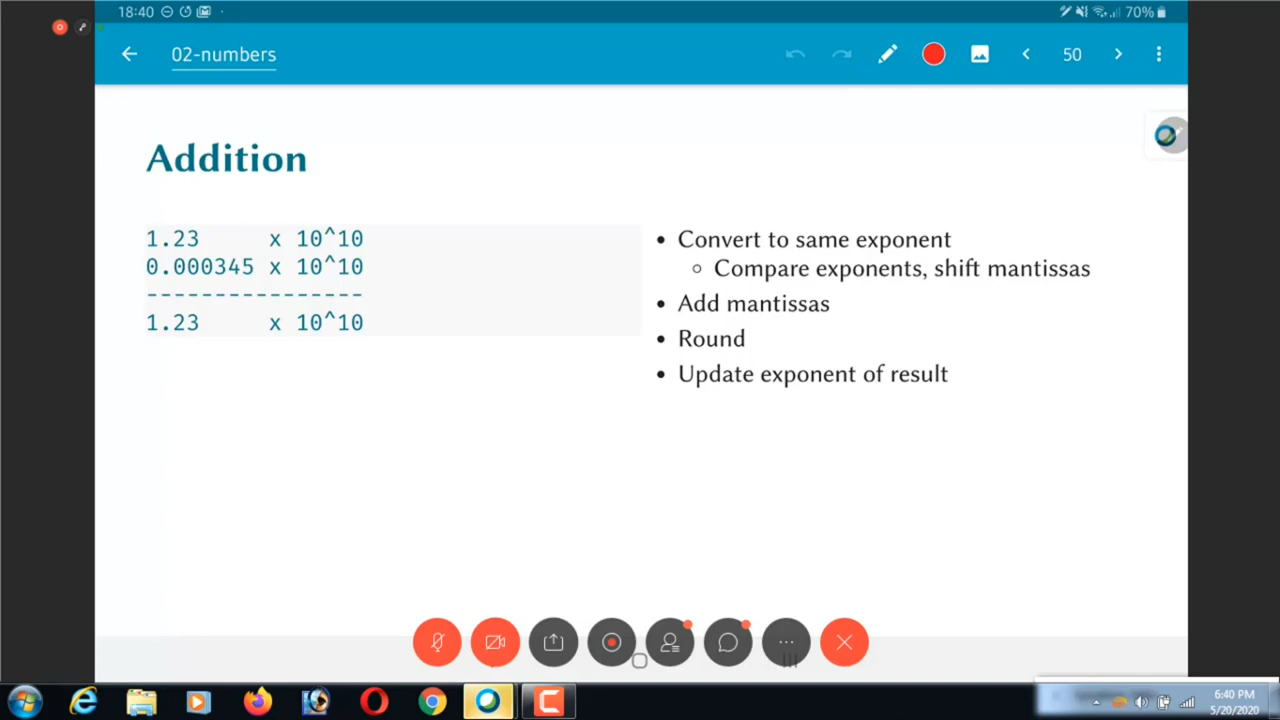 18:40
70%
02-numbers
50
Addition
1.23 x 10^10
0.000345 x 10^10
----------------
1.23 x 10^10
• Convert to same exponent
○ Compare exponents, shift mantissas
• Add mantissas
• Round
• Update exponent of result
6:40 PM
5/20/2020